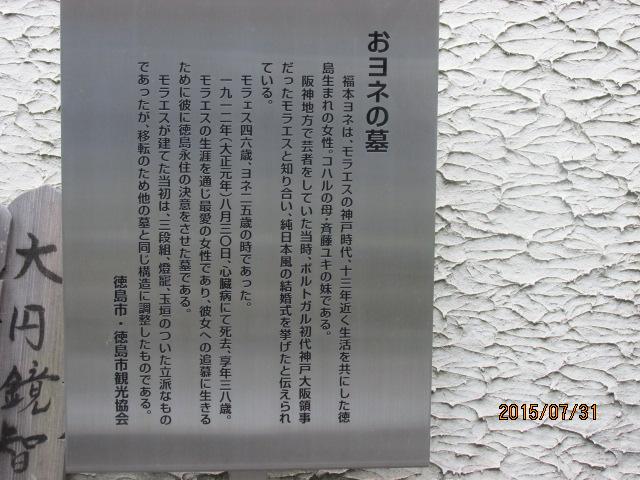 おヨネの墓
福本ヨネは、モラエスの神戸時代、十三年近く生活を共にした徳
島生まれの女性。コハルの母・斉藤ユキの妹である。
阪神地方で芸者をしていた当時、ポルトガル初代神戸大阪領事
だったモラエスと知り合い、純日本風の結婚式を挙げたと伝えられ
ている。
モラエス四六歳、ヨネ二五歳の時であった。
一九一二年(大正元年)八月二〇日、心臓病にて死去、享年三八歳。
モラエスの生涯を通じ最愛の女性であり、彼女への追慕に生きる
ために彼に徳島永住の決意をさせた墓である。
モラエスが建てた当初は、三段組、燈寵、玉垣のついた立派なもの
であったが、移転のため他の墓と同じ構造に調整したものである。
徳島市・徳島市観光協会
大円鏡智
2015/07/31